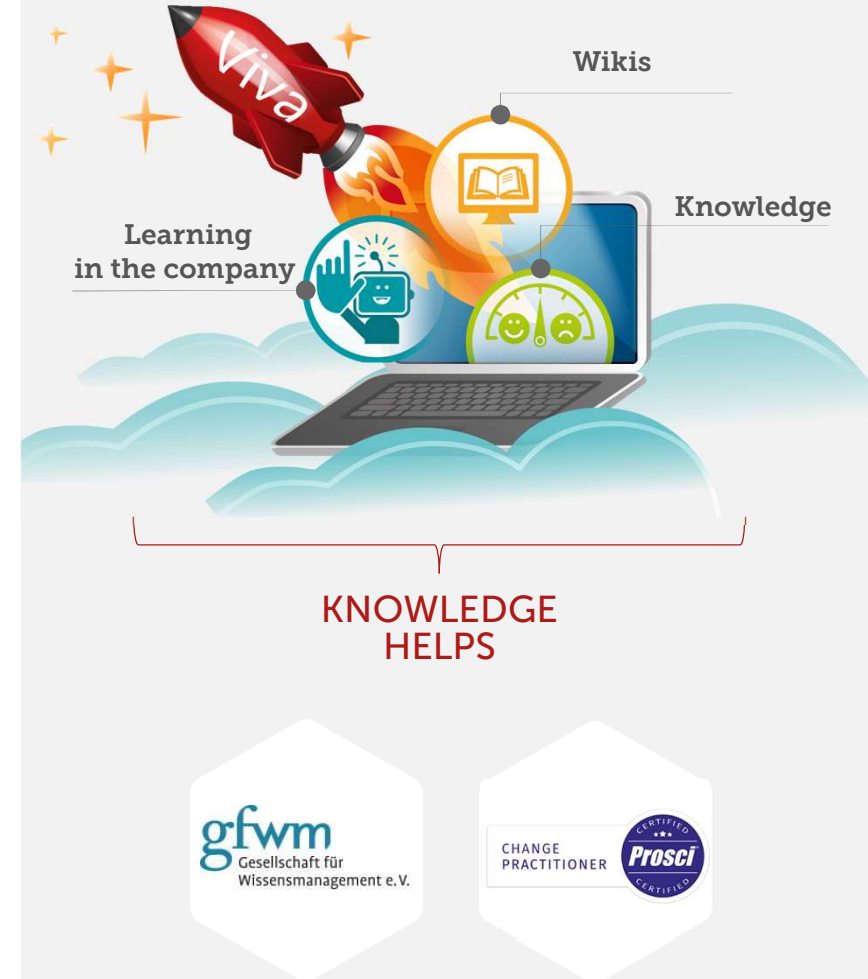 Viva
Wikis
Knowledge
Learning
in the company
KNOWLEDGE
HELPS
gfwm
Gesellschaft für
Wissensmanagement e.V.
CHANGE
PRACTITIONER
CERTIFIED
Prosci
CERTIFIED